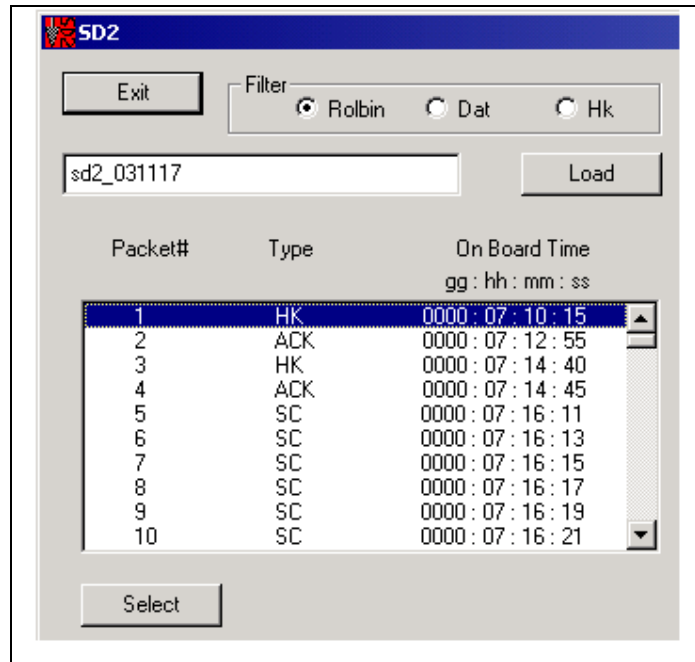 SD2
Exit
Filter
Rolbin Dat Hk
sd2_031117
Load
Packet# Type On Board Time
gg : hh : mm : ss
1 HK 0000 : 07 : 10 : 15
2 ACK 0000 : 07 : 12 : 55
3 HK 0000 : 07 : 14 : 40
4 ACK 0000 : 07 : 14 : 45
5 SC 0000 : 07 : 16 : 11
6 SC 0000 : 07 : 16 : 13
7 SC 0000 : 07 : 16 : 15
8 SC 0000 : 07 : 16 : 17
9 SC 0000 : 07 : 16 : 19
10 SC 0000 : 07 : 16 : 21
Select